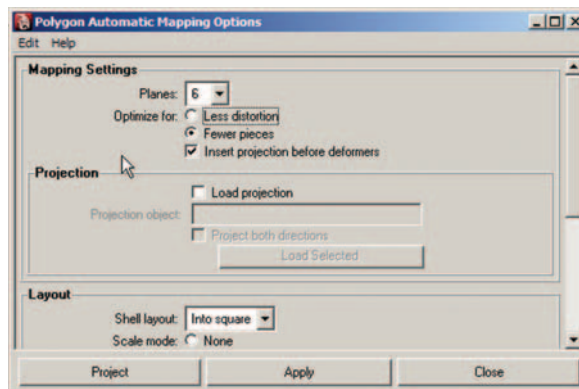 Polygon Automatic Mapping Options
Edit Help
Mapping Settings
Planes: 6
Optimize for: Less distortion
Fewer pieces
Insert projection before deformers
Projection
Load projection
Projection object:
Project both directions
Load Selected
Layout
Shell layout: Into square
Scale mode: None
Project Apply Close